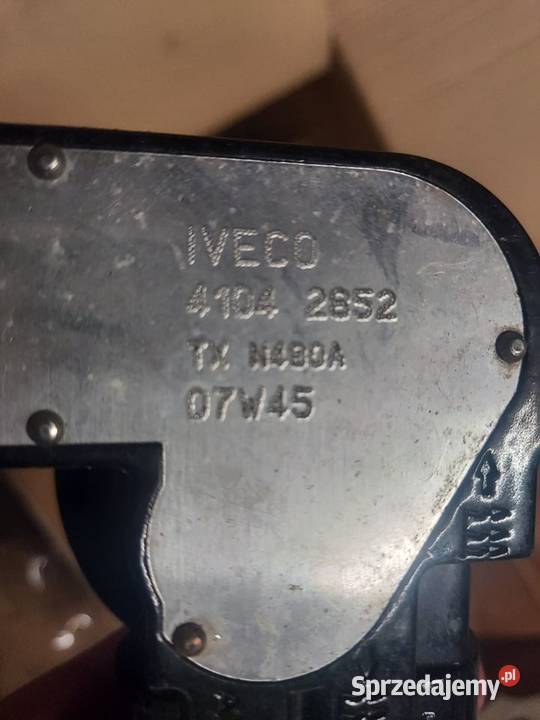 IVECO
4104 2852
TX N480A
07W45
Sprzedajemy.pl